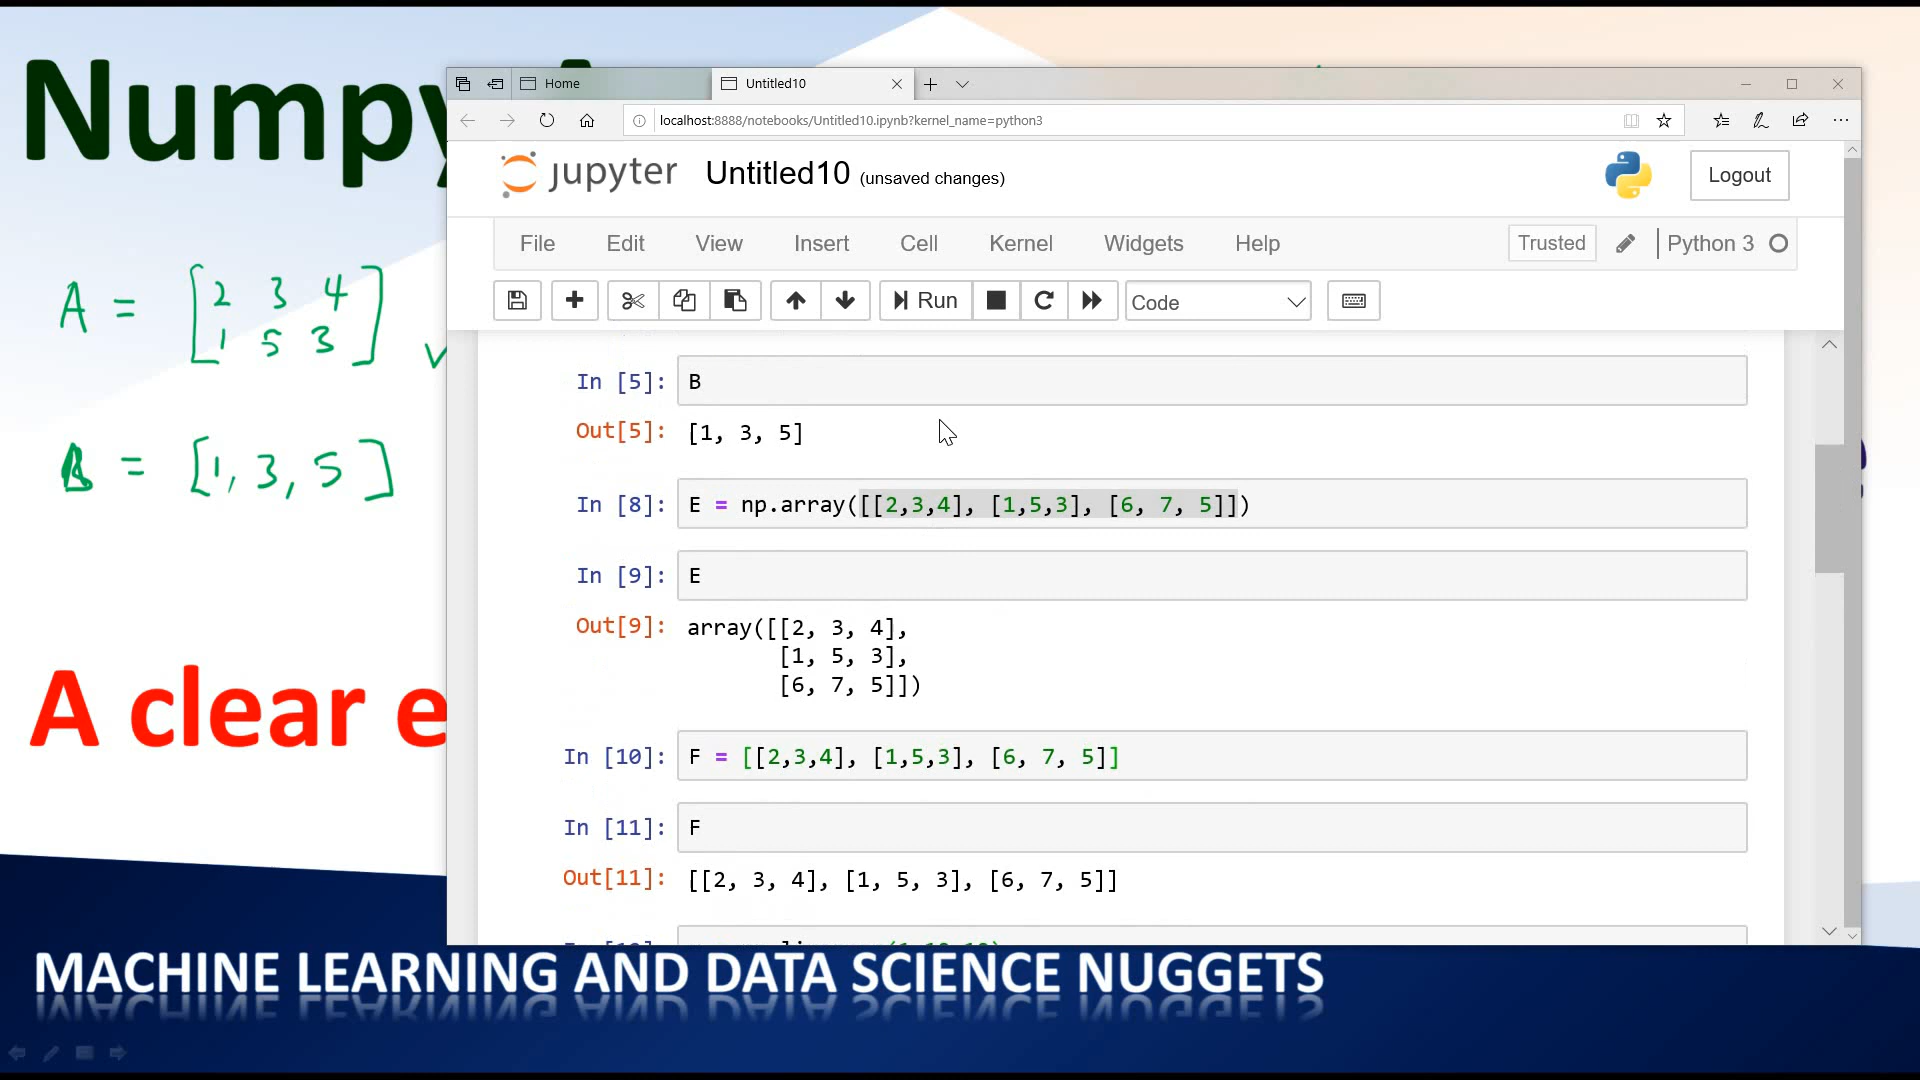 Numpy
A = [2 3 4
1 5 3]
B = [1, 3, 5]
A clear e
MACHINE LEARNING AND DATA SCIENCE NUGGETS
Home
Untitled10
localhost:8888/notebooks/Untitled10.ipynb?kernel_name=python3
jupyter Untitled10 (unsaved changes)
Logout
File Edit View Insert Cell Kernel Widgets Help
Trusted
Python 3
Run
Code
In [5]: B
Out[5]: [1, 3, 5]
In [8]: E = np.array([[2,3,4], [1,5,3], [6, 7, 5]])
In [9]: E
Out[9]: array([[2, 3, 4],
[1, 5, 3],
[6, 7, 5]])
In [10]: F = [[2,3,4], [1,5,3], [6, 7, 5]]
In [11]: F
Out[11]: [[2, 3, 4], [1, 5, 3], [6, 7, 5]]